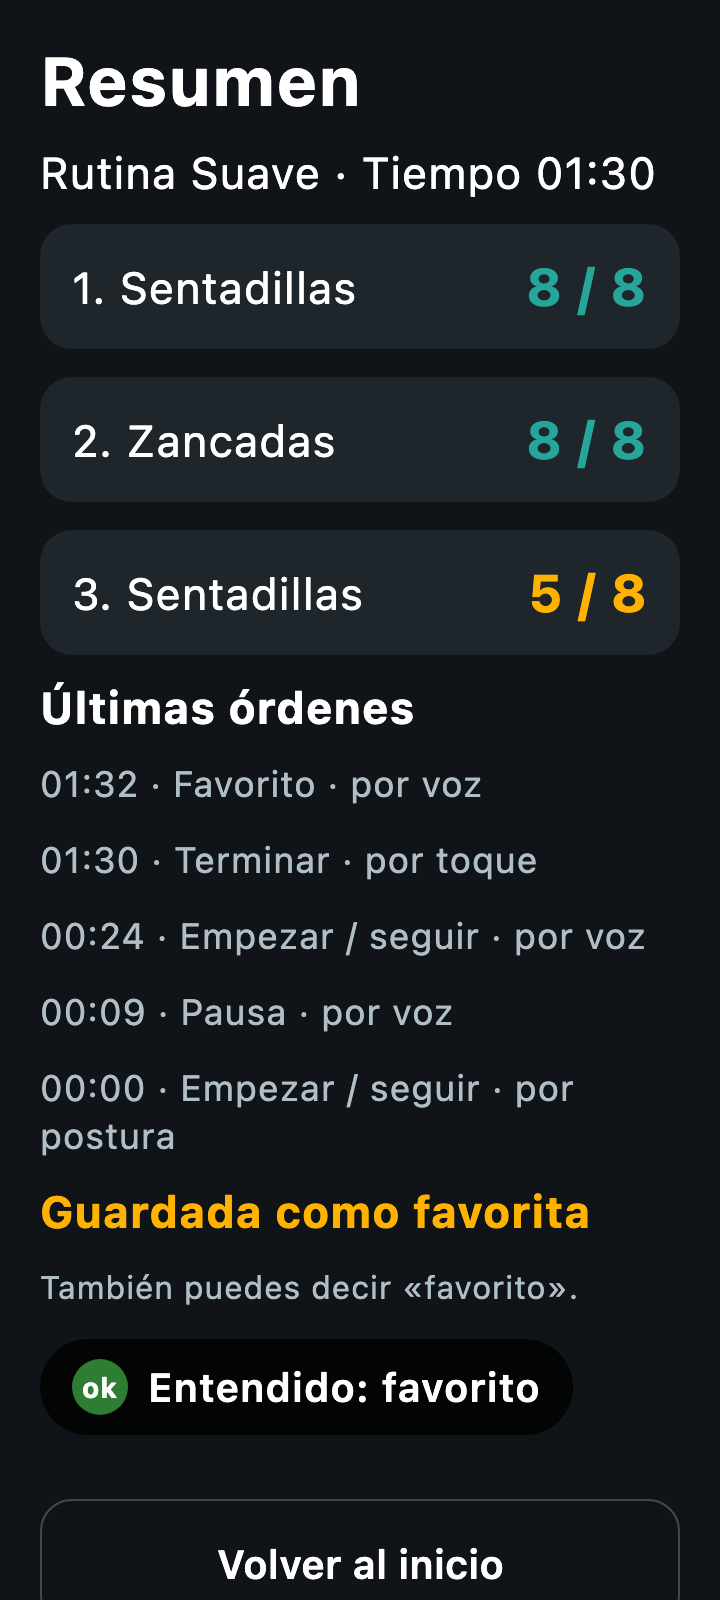 Resumen
Rutina Suave · Tiempo 01:30
1. Sentadillas 8 / 8
2. Zancadas 8 / 8
3. Sentadillas 5 / 8
Últimas órdenes
01:32 · Favorito · por voz
01:30 · Terminar · por toque
00:24 · Empezar / seguir · por voz
00:09 · Pausa · por voz
00:00 · Empezar / seguir · por
postura
Guardada como favorita
También puedes decir «favorito».
ok Entendido: favorito
Volver al inicio